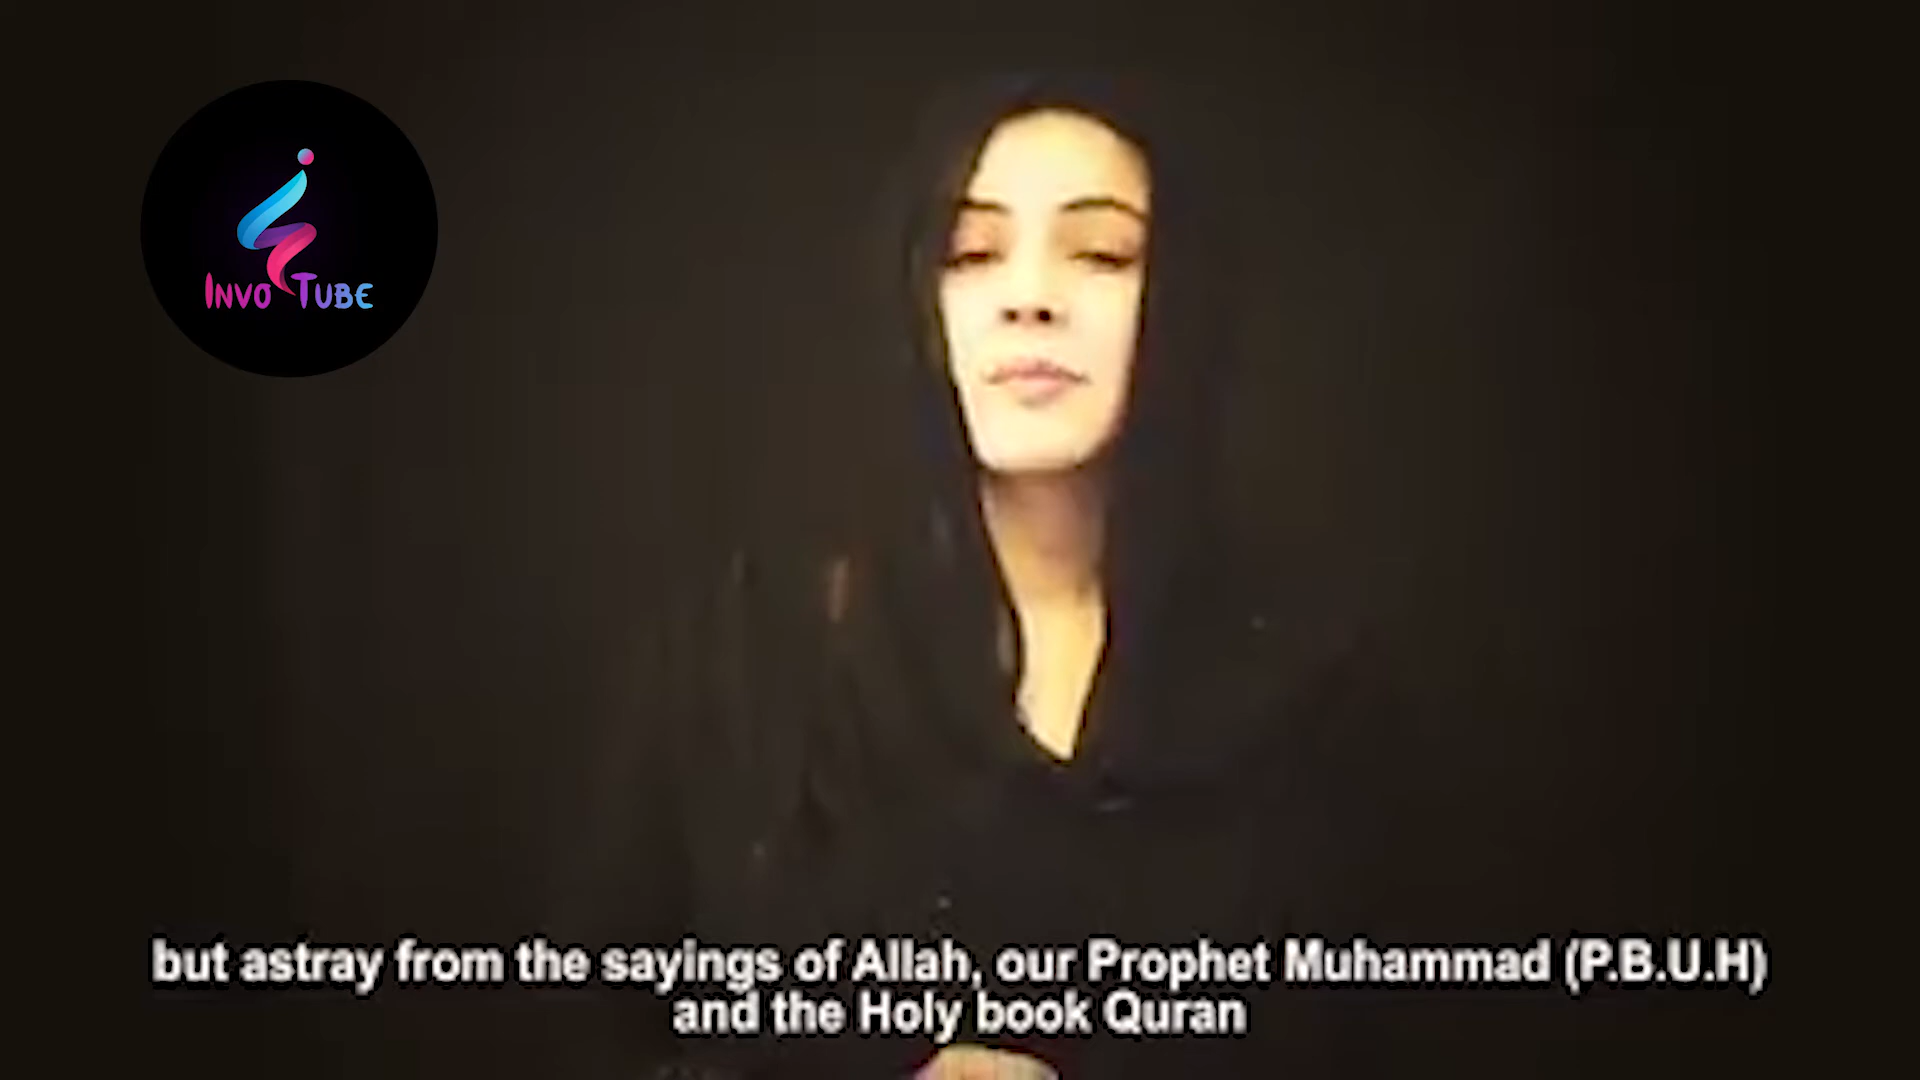 INVO TUBE
but astray from the sayings of Allah, our Prophet Muhammad (P.B.U.H)
and the Holy book Quran